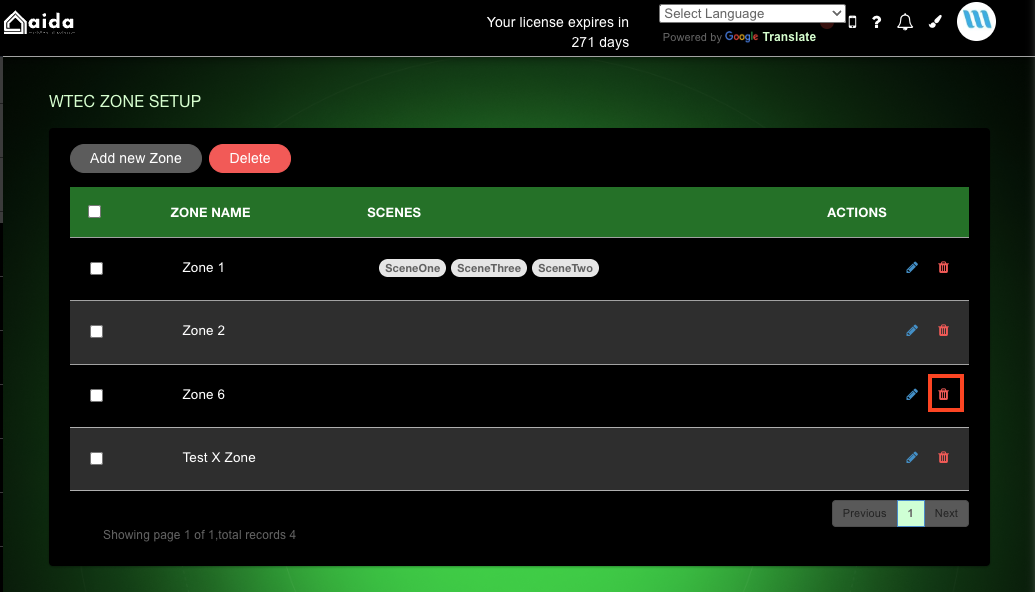 aida
Your license expires in
271 days
Select Language
Powered by Google Translate
?
WTEC ZONE SETUP
Add new Zone Delete
ZONE NAME SCENES ACTIONS
Zone 1 SceneOne SceneThree SceneTwo
Zone 2
Zone 6
Test X Zone
Previous 1 Next
Showing page 1 of 1,total records 4